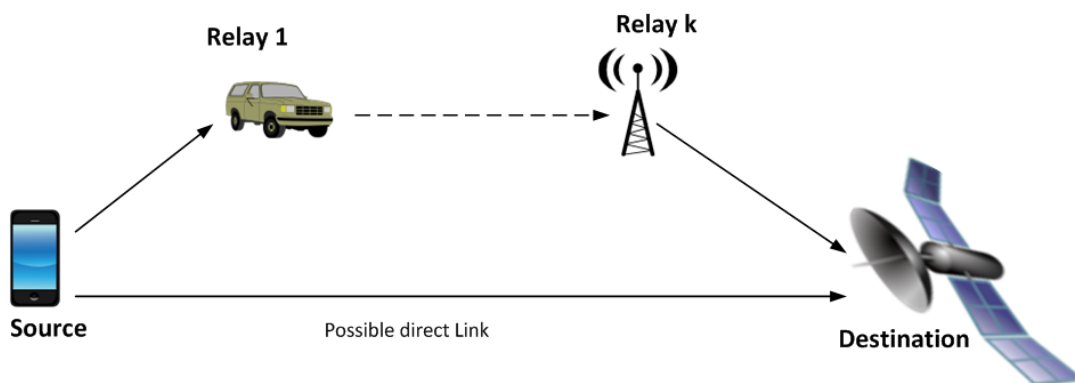 Relay 1
Relay k
Source
Possible direct Link
Destination